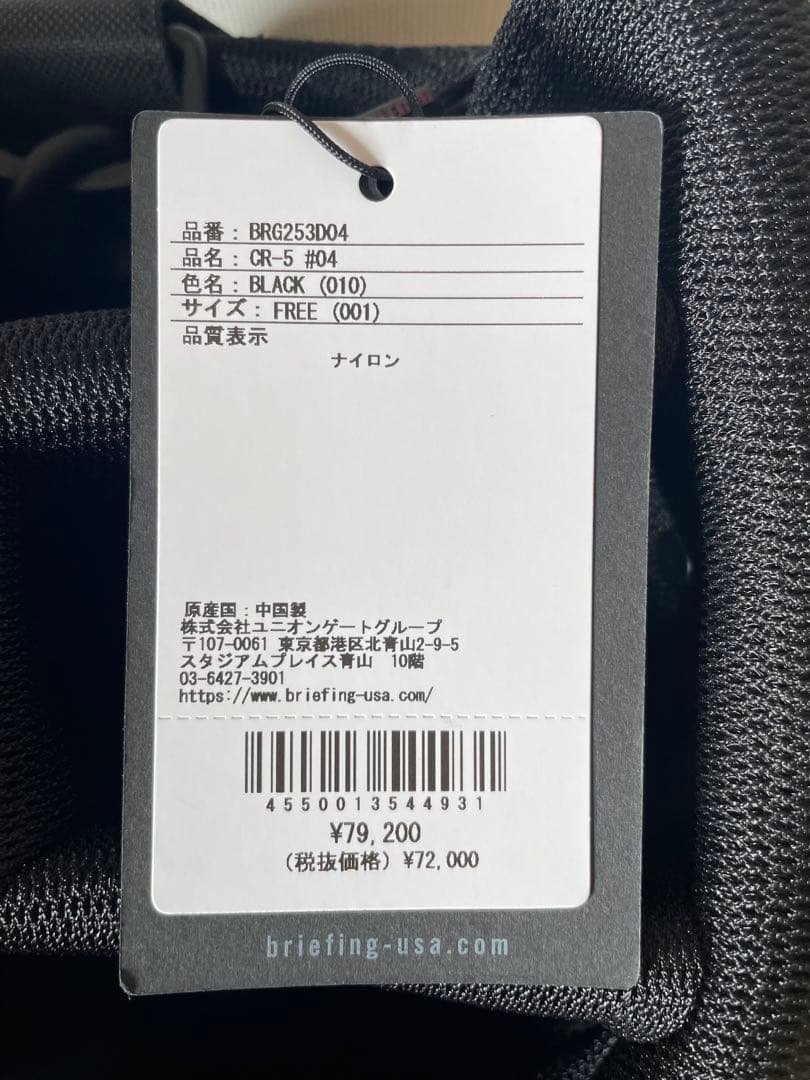 品番：BRG253D04
品名：CR-5 #04
色名：BLACK (010)
サイズ：FREE (001)
品質表示
ナイロン
原産国：中国製
株式会社ユニオンゲートグループ
〒107-0061 東京都港区北青山2-9-5
スタジアムプレイス青山 10階
03-6427-3901
https://www.briefing-usa.com/
4550013544931
¥79,200
(税抜価格) ¥72,000
briefing-usa.com